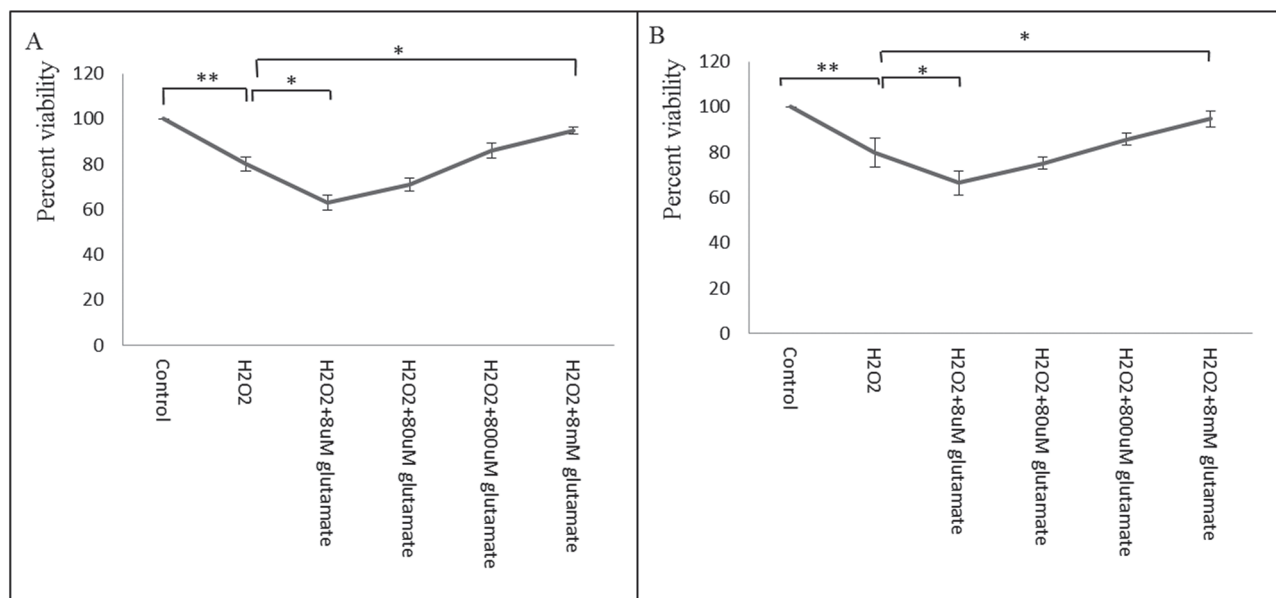 A
Percent viability
120
100
80
60
40
20
0
**
*
*
Control
H2O2
H2O2+8uM glutamate
H2O2+80uM glutamate
H2O2+800uM glutamate
H2O2+8mM glutamate
B
Percent viability
120
100
80
60
40
20
0
**
*
*
Control
H2O2
H2O2+8uM glutamate
H2O2+80uM glutamate
H2O2+800uM glutamate
H2O2+8mM glutamate